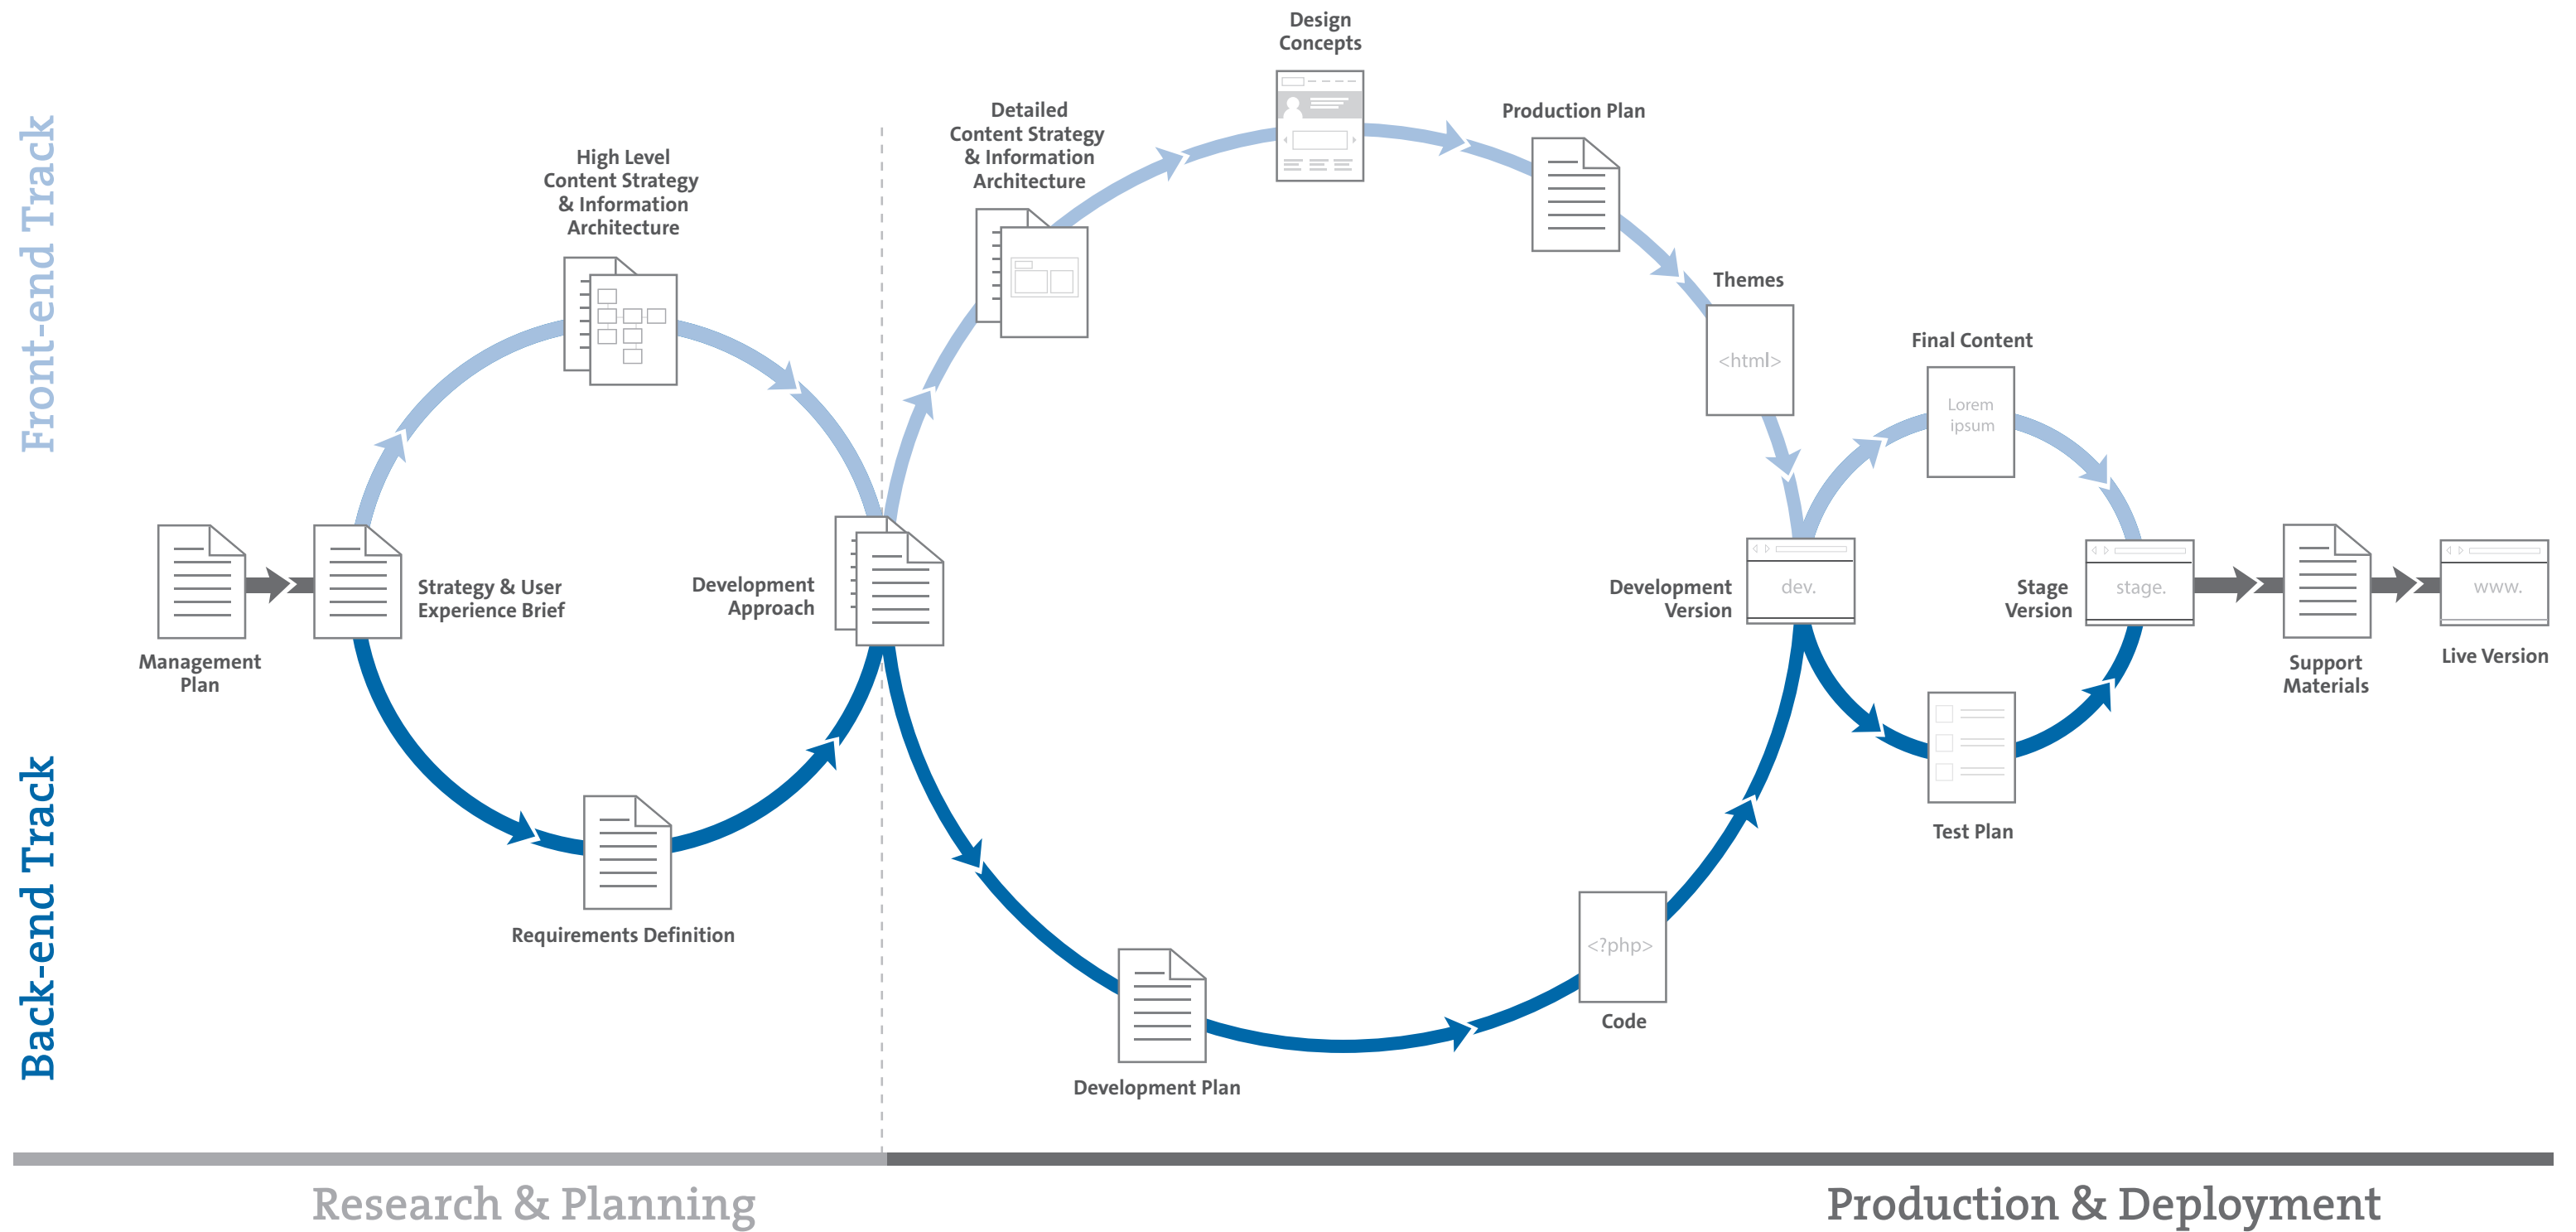 Front-end Track
Back-end Track
Management
Plan
Strategy & User
Experience Brief
High Level
Content Strategy
& Information
Architecture
Requirements Definition
Development
Approach
Detailed
Content Strategy
& Information
Architecture
Design
Concepts
Production Plan
Themes
<html>
Development Plan
Code
<?php>
Development
Version
dev.
Final Content
Lorem
ipsum
Test Plan
Stage
Version
stage.
Support
Materials
www.
Live Version
Research & Planning
Production & Deployment